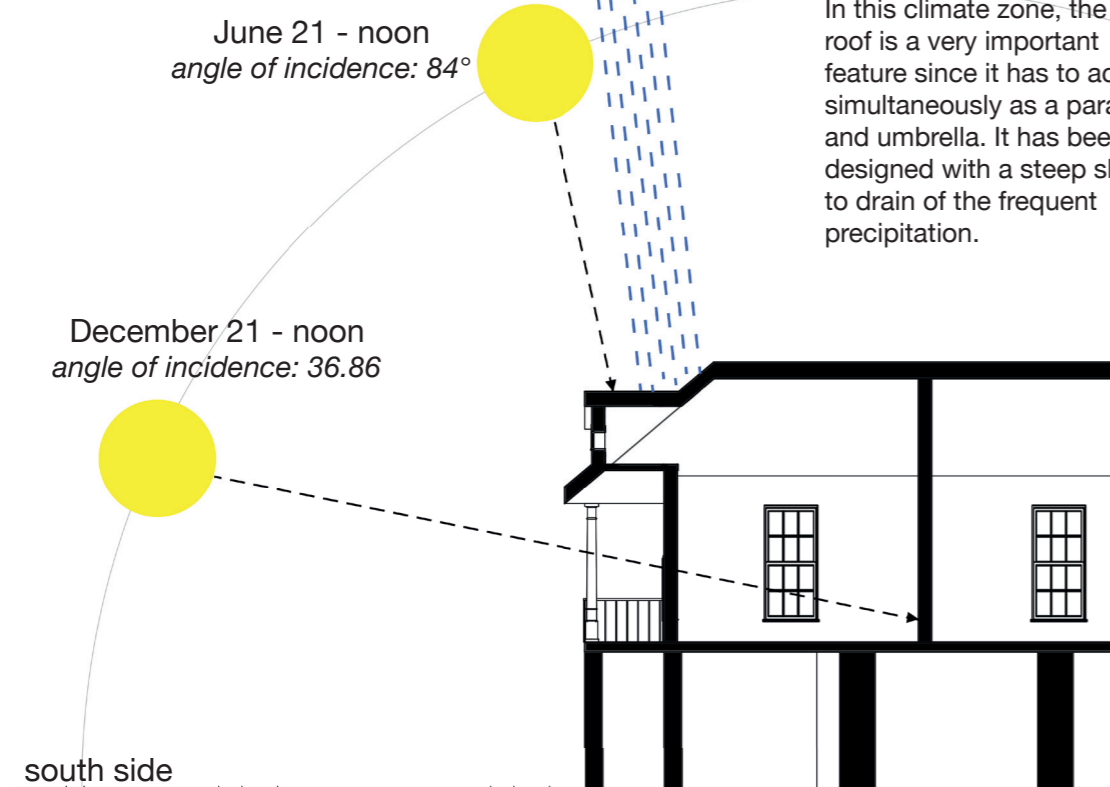 June 21 - noon
angle of incidence: 84°
In this climate zone, the
roof is a very important
feature since it has to
simultaneously as a
and umbrella. It has
designed with a steep
to drain of the frequent
precipitation.
December 21 - noon
angle of incidence: 36.86
south side